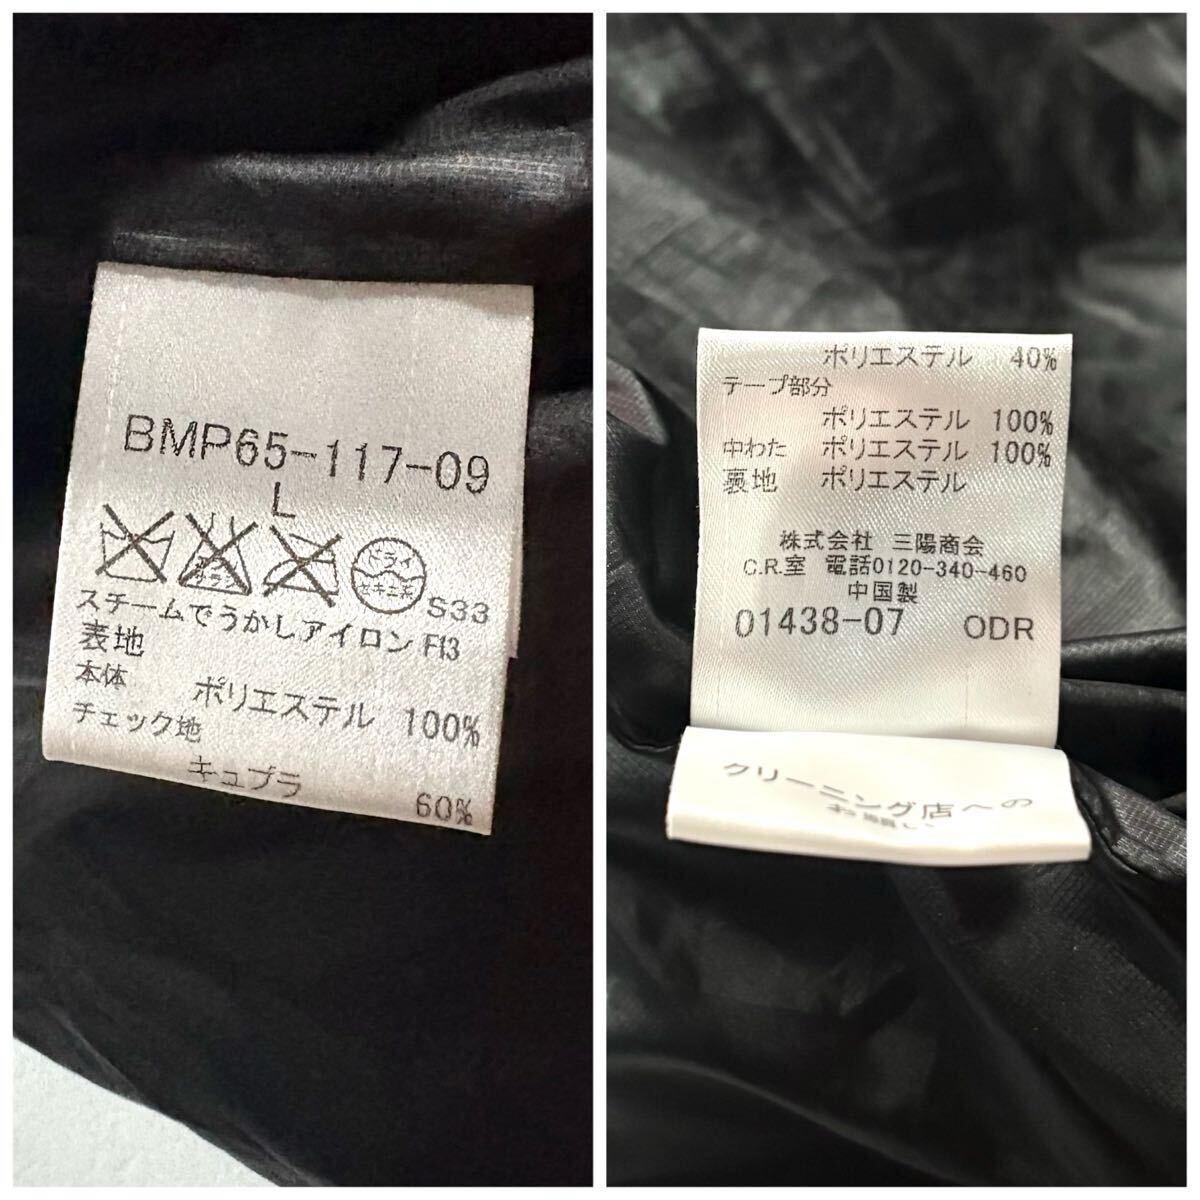 BMP65-117-09
L
エンソ
サラシ
ドライ
セキユ系
S33
スチームでうかしアイロン F13
表地
本体
ポリエステル 100%
チェック地
キュプラ 60%
ポリエステル 40%
テープ部分
ポリエステル 100%
中わた ポリエステル 100%
裏地 ポリエステル
株式会社 三陽商会
C.R.室 電話0120-340-460
中国製
01438-07 ODR
クリーニング店への
お願い